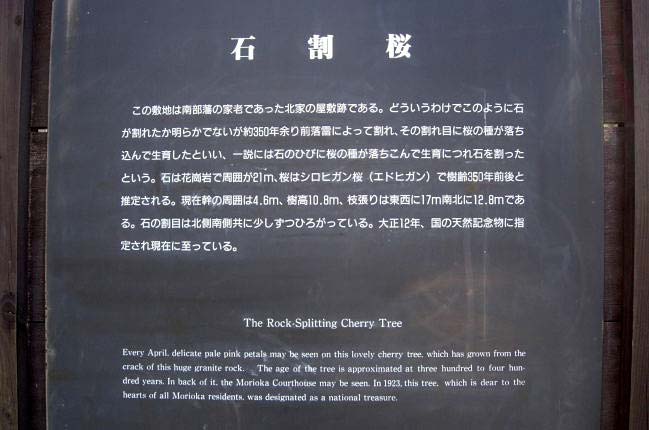 石割桜
この敷地は南部藩の家老であった北家の屋敷跡である。どういうわけでこのように石
が割れたか明らかでないが約350年余り前落雷によって割れ、その割れ目に桜の種が落ち
込んで生育したといい、一説には石のひびに桜の種が落ちこんで生育につれ石を割った
という。石は花崗岩で周囲が21m、桜はシロヒガン桜（エドヒガン）で樹齢350年前後と
推定される。現在幹の周囲は4.6m、樹高10.8m、枝張りは東西に17m南北に12.8mであ
る。石の割目は北側南側共に少しずつひろがっている。大正12年、国の天然記念物に指
定され現在に至っている。
The Rock-Splitting Cherry Tree
Every April, delicate pale pink petals may be seen on this lovely cherry tree, which has grown from the
crack of this huge granite rock. The age of the tree is approximated at three hundred to four hun-
dred years. In back of it, the Morioka Courthouse may be seen. In 1923, this tree, which is dear to the
hearts of all Morioka residents, was designated as a national treasure.